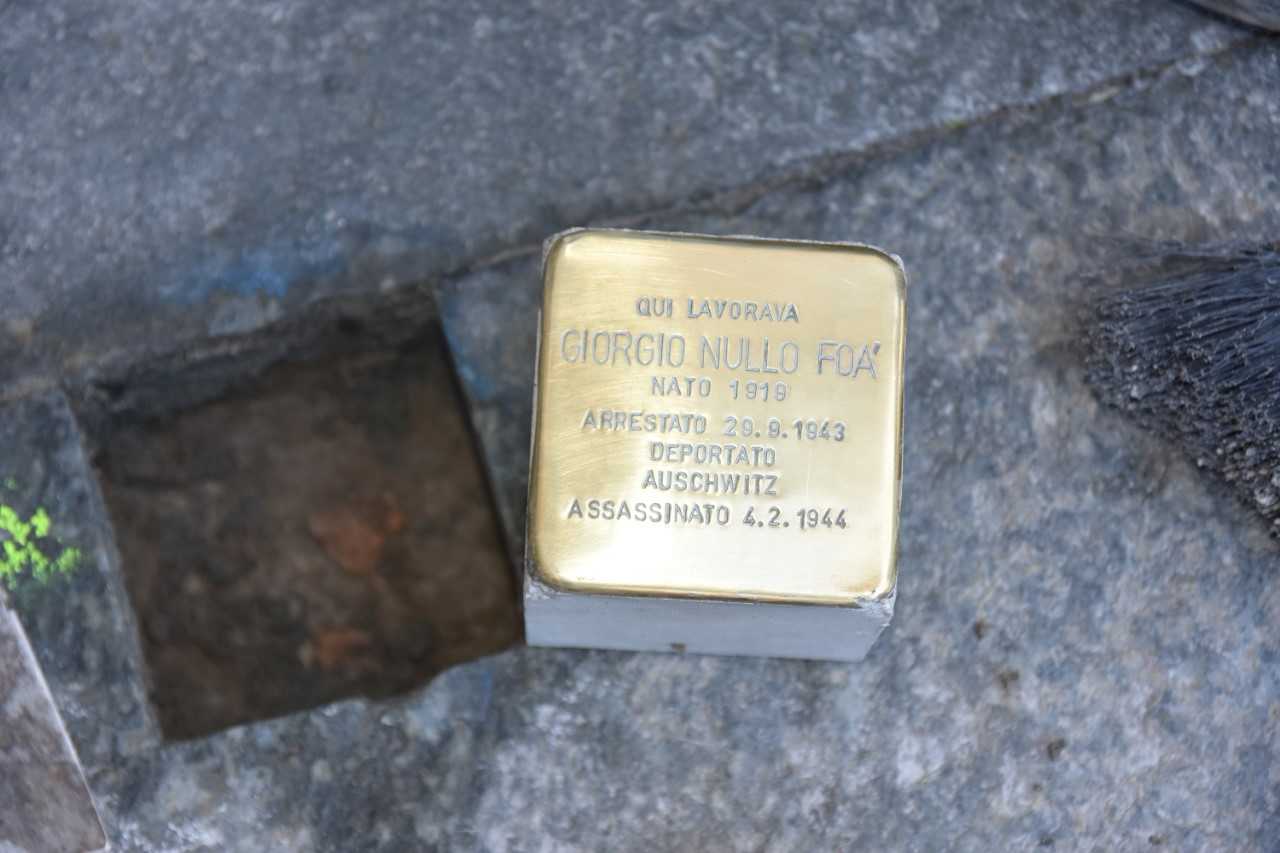 QUI LAVORAVA
GIORGIO NULLO FOA'
NATO 1919
ARRESTATO 29.9.1943
DEPORTATO
AUSCHWITZ
ASSASSINATO 4.2.1944